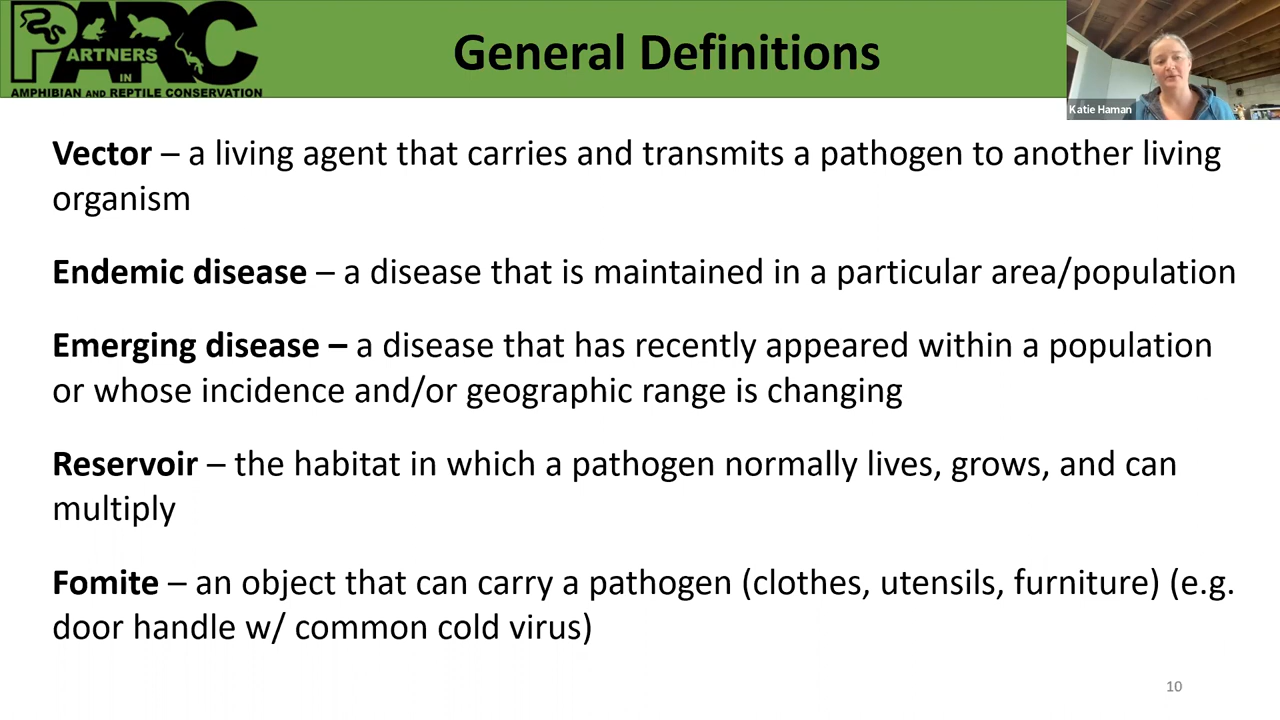 PARC
PARTNERS
IN
AMPHIBIAN AND REPTILE CONSERVATION
General Definitions
Katie Haman
Vector – a living agent that carries and transmits a pathogen to another living
organism
Endemic disease – a disease that is maintained in a particular area/population
Emerging disease – a disease that has recently appeared within a population
or whose incidence and/or geographic range is changing
Reservoir – the habitat in which a pathogen normally lives, grows, and can
multiply
Fomite – an object that can carry a pathogen (clothes, utensils, furniture) (e.g.
door handle w/ common cold virus)
10